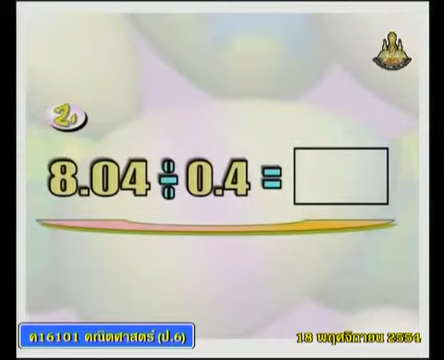 2.
8.04 ÷ 0.4 =
ค16101 คณิตศาสตร์ (ป.6)
18 พฤศจิกายน 2554